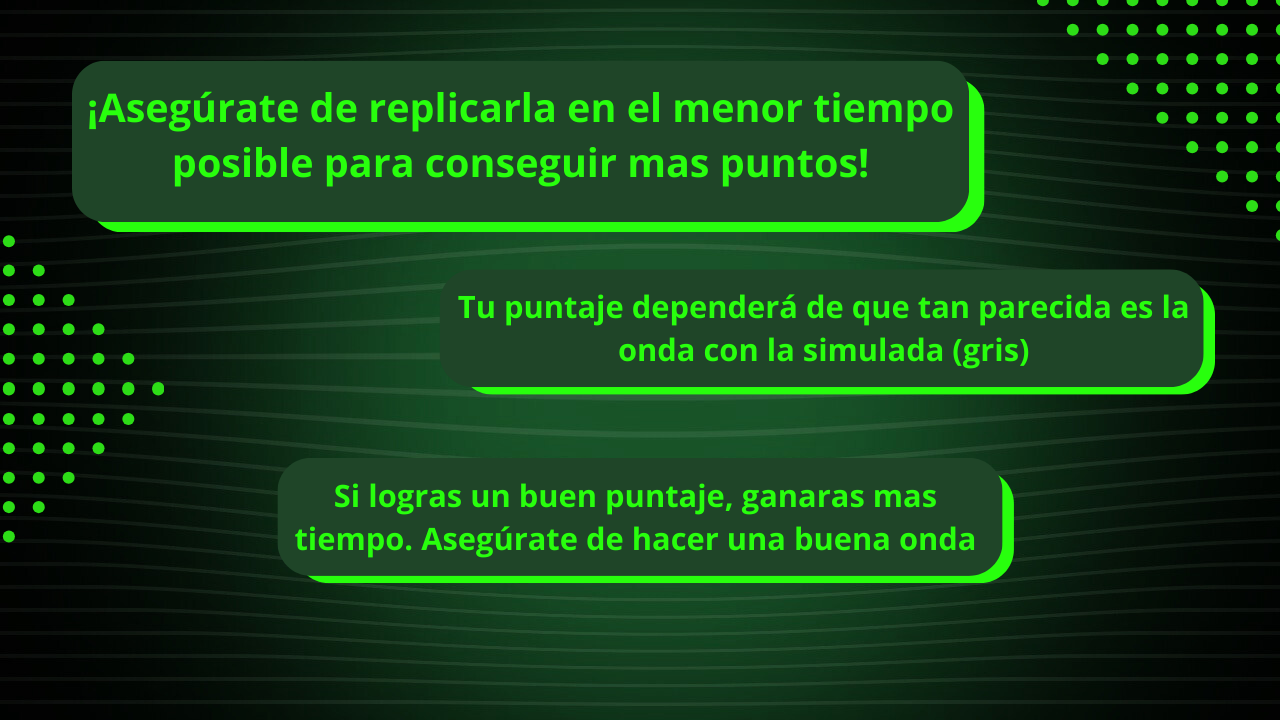 ¡Asegúrate de replicarla en el menor tiempo
posible para conseguir mas puntos!
Tu puntaje dependerá de que tan parecida es la
onda con la simulada (gris)
Si logras un buen puntaje, ganaras mas
tiempo. Asegúrate de hacer una buena onda